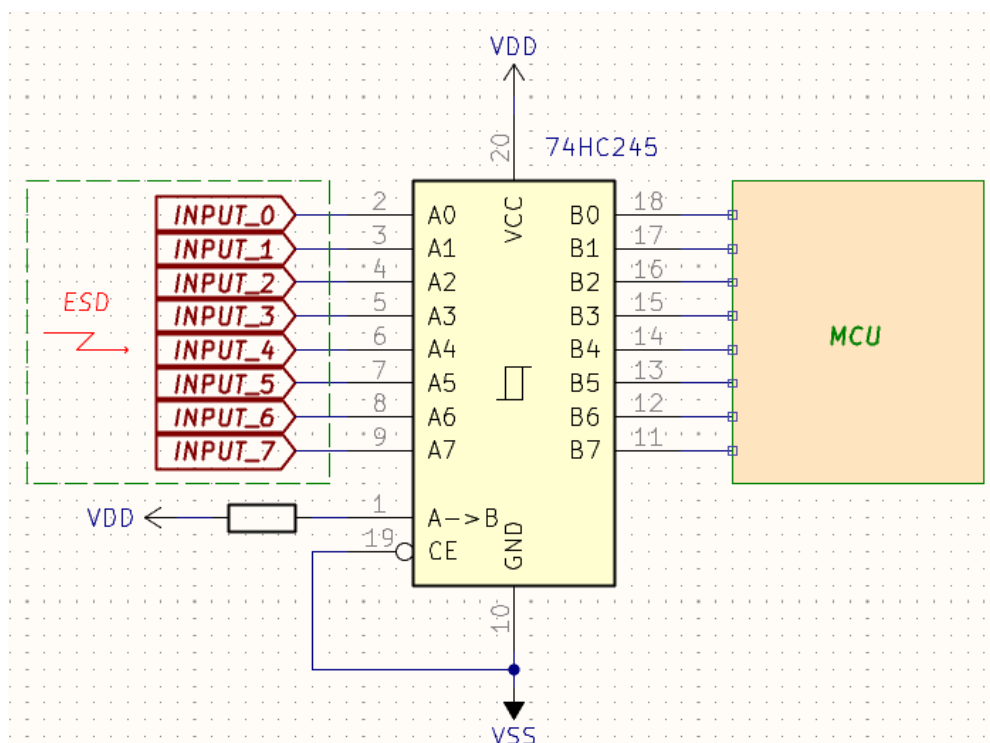 VDD
20
74HC245
VCC
INPUT_0 2 A0 B0 18
INPUT_1 3 A1 B1 17
INPUT_2 4 A2 B2 16
ESD
INPUT_3 5 A3 B3 15
INPUT_4 6 A4 B4 14
MCU
INPUT_5 7 A5 B5 13
INPUT_6 8 A6 B6 12
INPUT_7 9 A7 B7 11
VDD 1 A->B
19 CE
GND
10
VSS